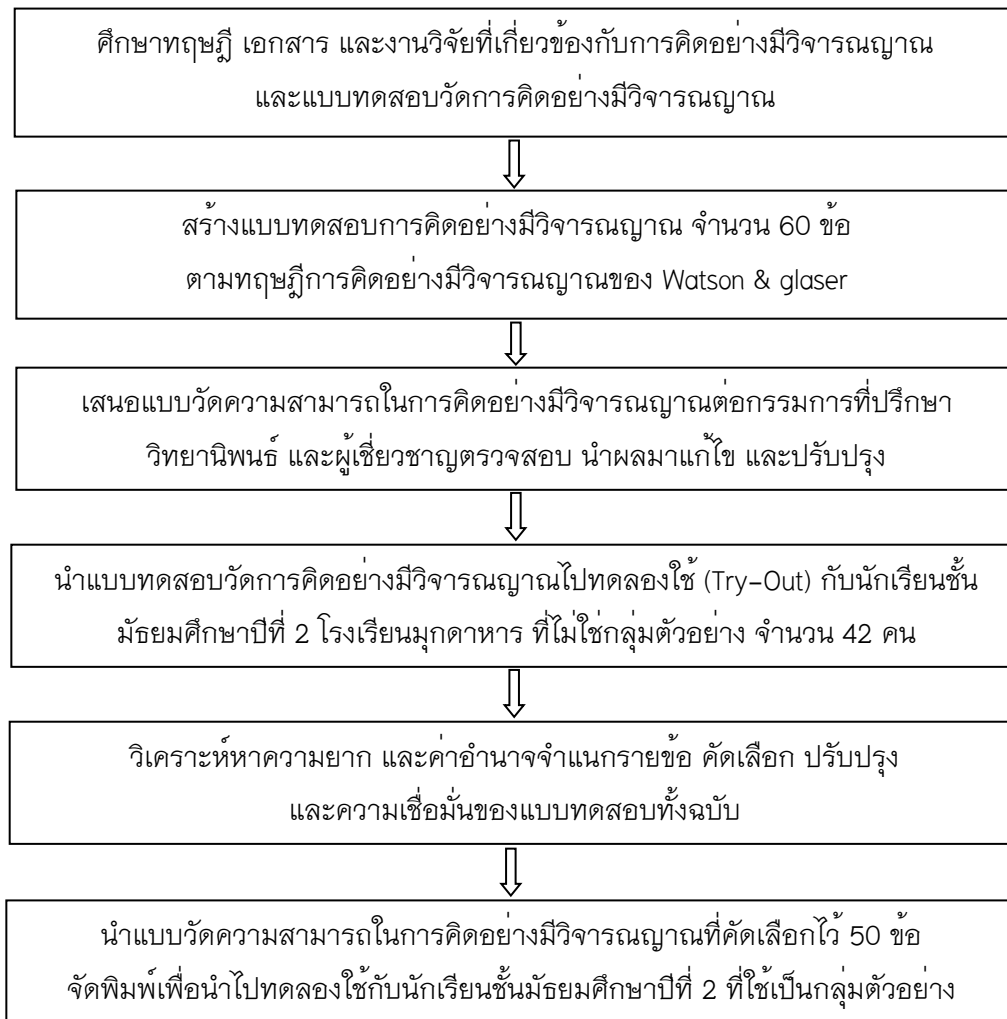 ศึกษาทฤษฎี เอกสาร และงานวิจัยที่เกี่ยวข้องกับการคิดอย่างมีวิจารณญาณ
และแบบทดสอบวัดการคิดอย่างมีวิจารณญาณ
สร้างแบบทดสอบการคิดอย่างมีวิจารณญาณ จำนวน 60 ข้อ
ตามทฤษฎีการคิดอย่างมีวิจารณญาณของ Watson & glaser
เสนอแบบวัดความสามารถในการคิดอย่างมีวิจารณญาณต่อกรรมการที่ปรึกษา
วิทยานิพนธ์ และผู้เชี่ยวชาญตรวจสอบ นำผลมาแก้ไข และปรับปรุง
นำแบบทดสอบวัดการคิดอย่างมีวิจารณญาณไปทดลองใช้ (Try-Out) กับนักเรียนชั้น
มัธยมศึกษาปีที่ 2 โรงเรียนมุกดาหาร ที่ไม่ใช่กลุ่มตัวอย่าง จำนวน 42 คน
วิเคราะห์หาความยาก และค่าอำนาจจำแนกรายข้อ คัดเลือก ปรับปรุง
และความเชื่อมั่นของแบบทดสอบทั้งฉบับ
นำแบบวัดความสามารถในการคิดอย่างมีวิจารณญาณที่คัดเลือกไว้ 50 ข้อ
จัดพิมพ์เพื่อนำไปทดลองใช้กับนักเรียนชั้นมัธยมศึกษาปีที่ 2 ที่ใช้เป็นกลุ่มตัวอย่าง